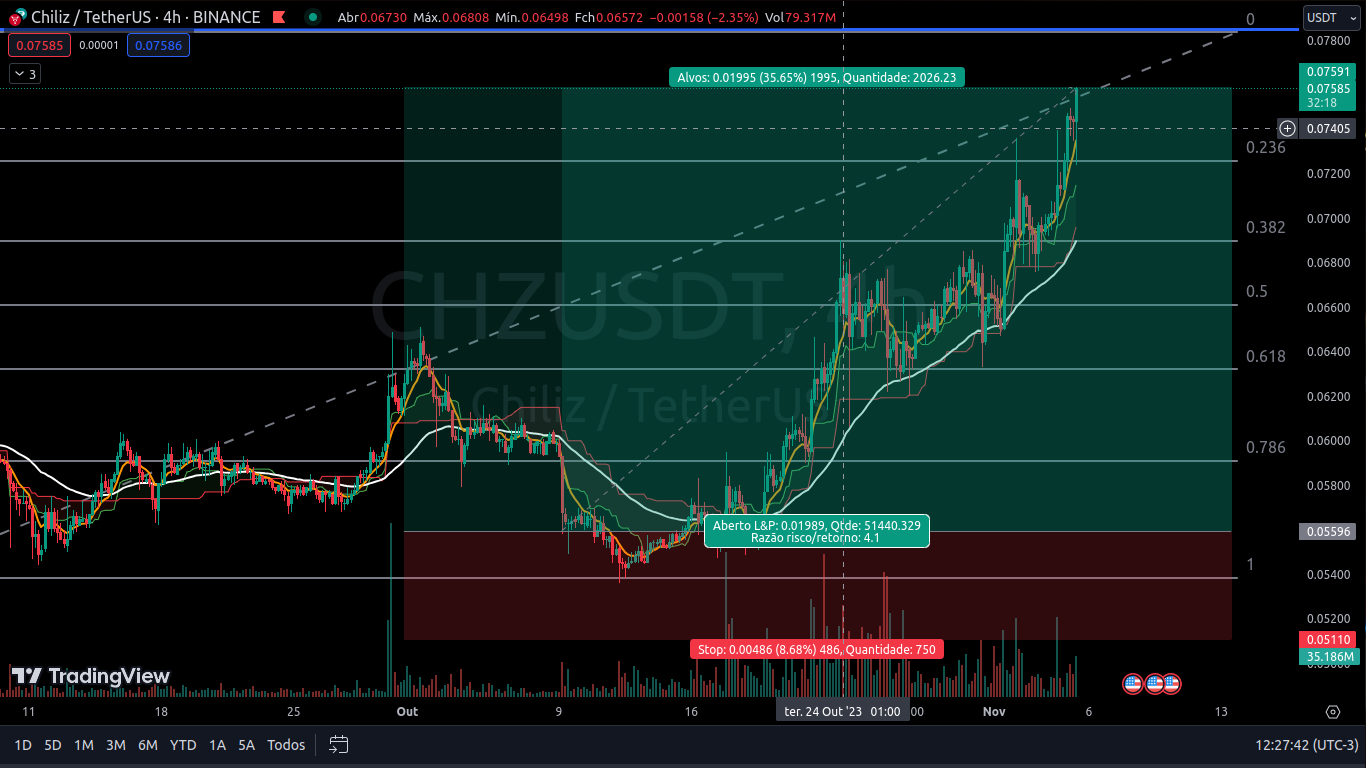 Chiliz / TetherUS · 4h · BINANCE Abr0.06730 Máx.0.06808 Mín.0.06498 Fch0.06572 −0.00158 (−2.35%) Vol79.317M
USDT
0
0.07585 0.00001 0.07586
0.07800
3
Alvos: 0.01995 (35.65%) 1995, Quantidade: 2026.23
0.07591
0.07585
32:18
0.07405
0.236
0.07200
0.07000
0.382
0.06800
CHZUSDT, 4h
0.5
0.06600
0.618
0.06400
Chiliz / TetherUS
0.06200
0.06000
0.786
0.05800
Aberto L&P: 0.01989, Qtde: 51440.329
Razão risco/retorno: 4.1
0.05596
1
0.05400
0.05200
0.05110
Stop: 0.00486 (8.68%) 486, Quantidade: 750
35.186M
TradingView
11 18 25 Out 9 16 ter. 24 Out '23 01:00 :00 Nov 6 13
1D 5D 1M 3M 6M YTD 1A 5A Todos 12:27:42 (UTC-3)